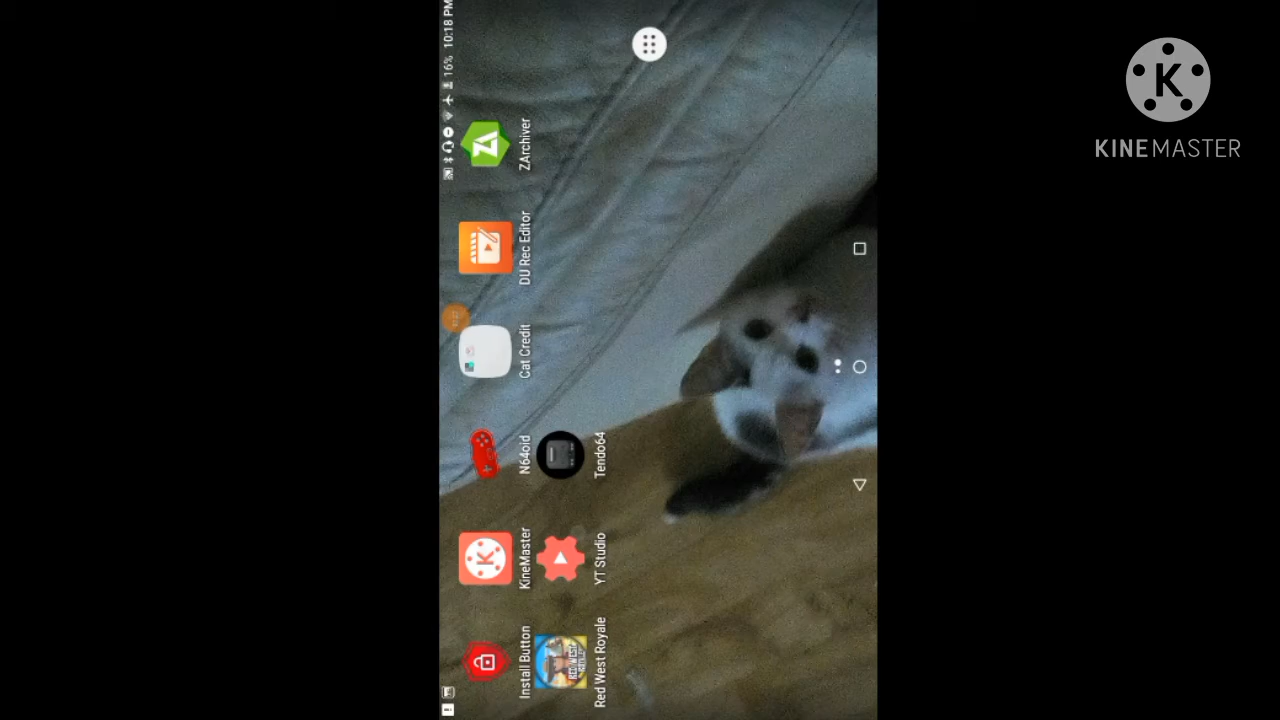 16% 10:18 PM
ZArchiver
DU Rec Editor
Cat Credit
N64oid
Tendo64
KineMaster
YT Studio
Install Button
Red West Royale
K
KINEMASTER